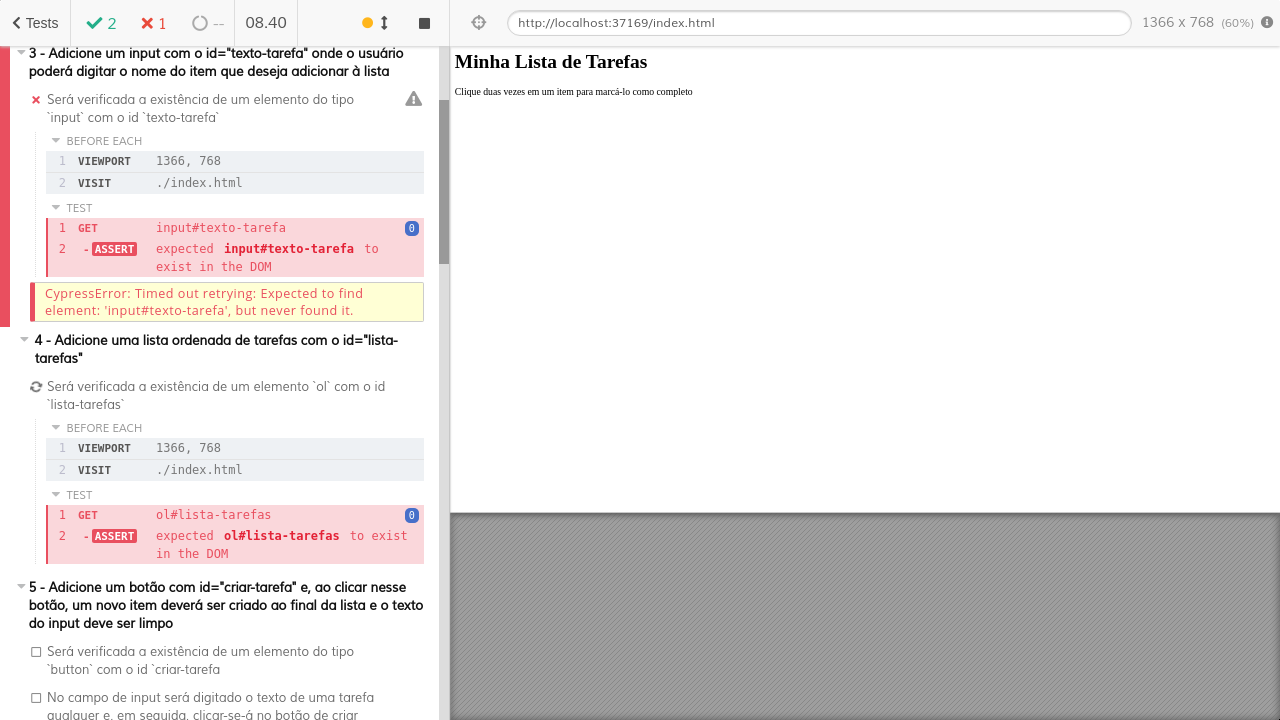 Tests
2
1
--
08.40
http://localhost:37169/index.html
1366 x 768 (60%)
3 - Adicione um input com o id="texto-tarefa" onde o usuário
poderá digitar o nome do item que deseja adicionar à lista
Será verificada a existência de um elemento do tipo
`input` com o id `texto-tarefa`
BEFORE EACH
1 VIEWPORT 1366, 768
2 VISIT ./index.html
TEST
1 GET input#texto-tarefa 0
2 -ASSERT expected input#texto-tarefa to
exist in the DOM
CypressError: Timed out retrying: Expected to find
element: 'input#texto-tarefa', but never found it.
4 - Adicione uma lista ordenada de tarefas com o id="lista-
tarefas"
Será verificada a existência de um elemento `ol` com o id
`lista-tarefas`
BEFORE EACH
1 VIEWPORT 1366, 768
2 VISIT ./index.html
TEST
1 GET ol#lista-tarefas 0
2 -ASSERT expected ol#lista-tarefas to exist
in the DOM
5 - Adicione um botão com id="criar-tarefa" e, ao clicar nesse
botão, um novo item deverá ser criado ao final da lista e o texto
do input deve ser limpo
Será verificada a existência de um elemento do tipo
`button` com o id `criar-tarefa
No campo de input será digitado o texto de uma tarefa
qualquer e, em seguida, clicar-se-á no botão de criar
Minha Lista de Tarefas
Clique duas vezes em um item para marcá-lo como completo